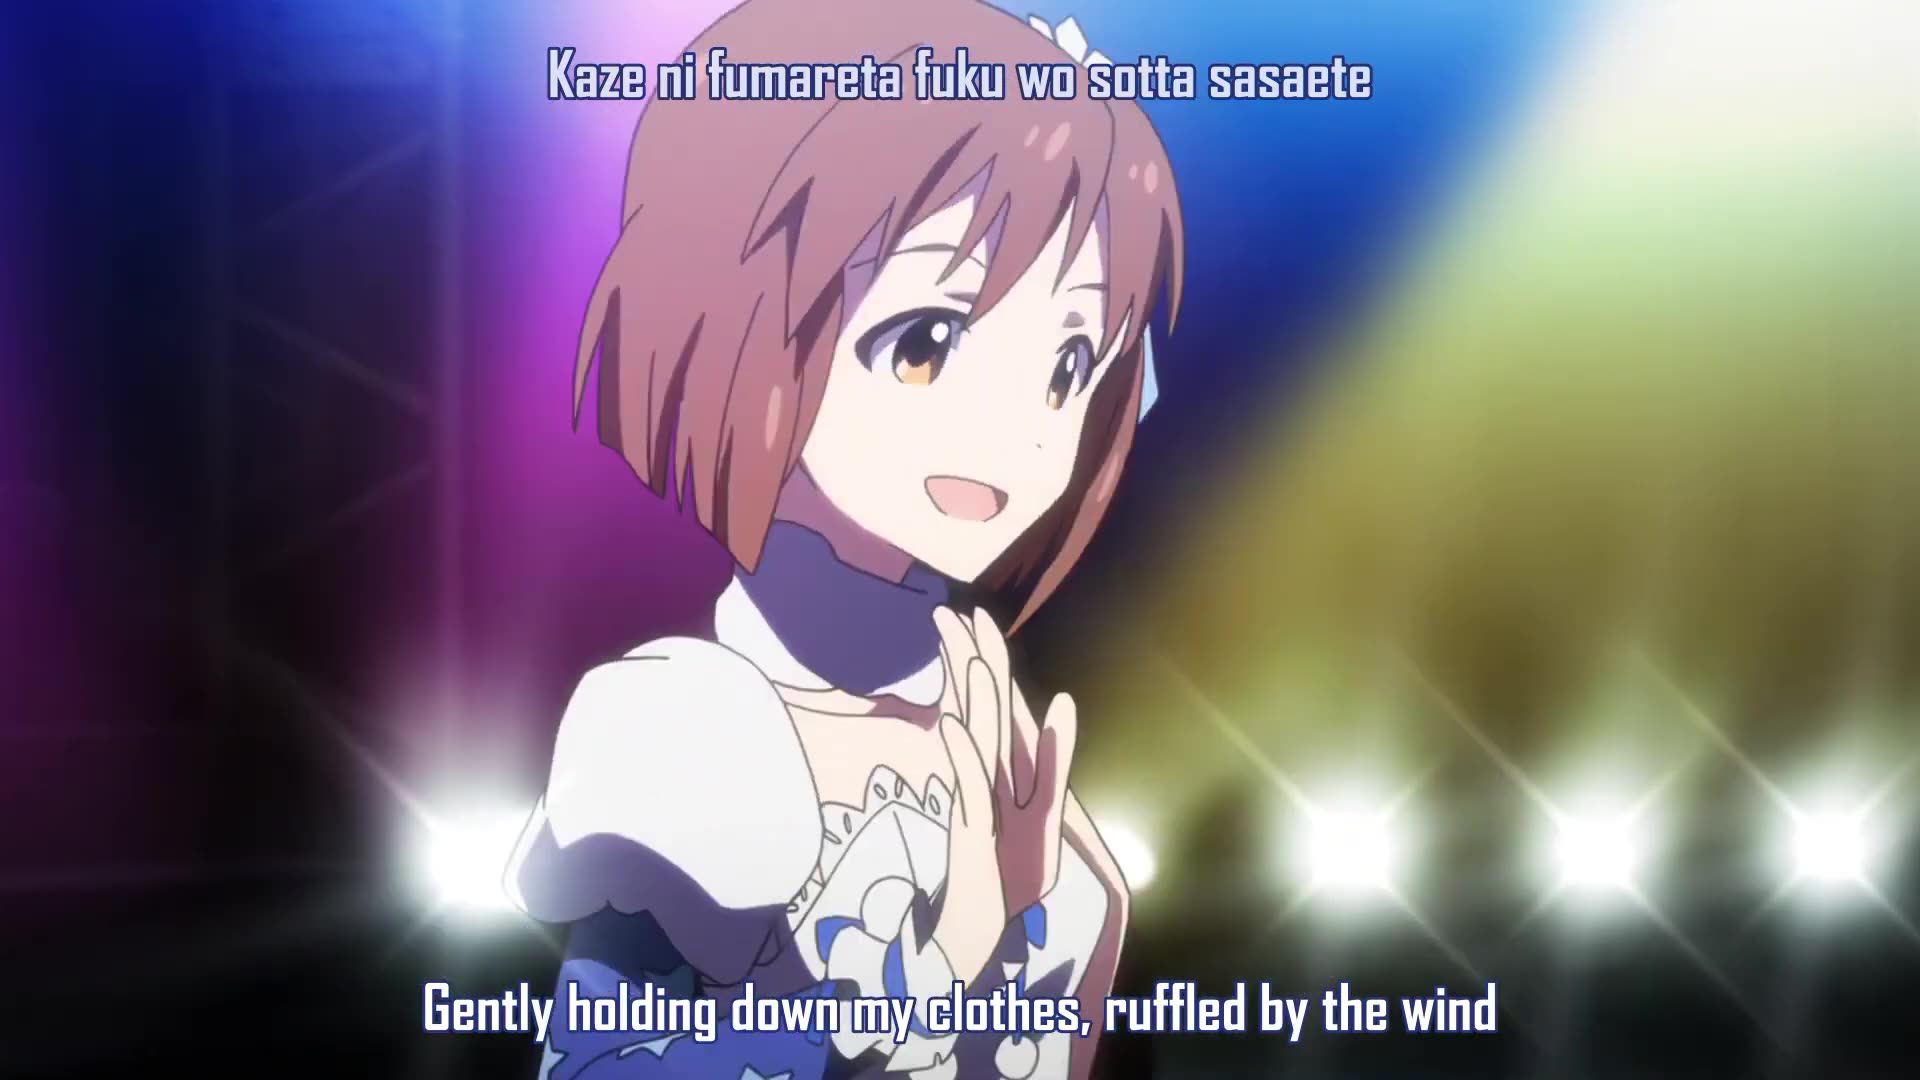 Kaze ni fumareta fuku wo sotta sasaete
Gently holding down my clothes, ruffled by the wind